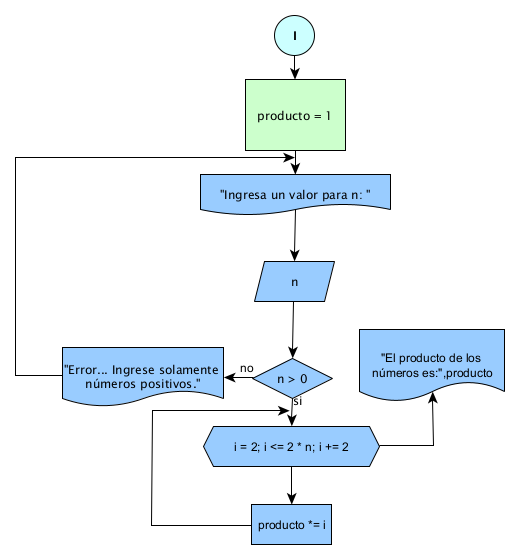 I
producto = 1
"Ingresa un valor para n: "
n
n > 0
no
si
"Error... Ingrese solamente
números positivos."
"El producto de los
números es:",producto
i = 2; i <= 2 * n; i += 2
producto *= i